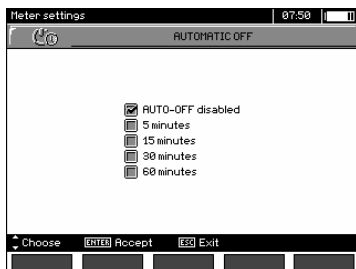 Meter settings 07:50
AUTOMATIC OFF
AUTO-OFF disabled
5 minutes
15 minutes
30 minutes
60 minutes
Choose ENTER Accept ESC Exit